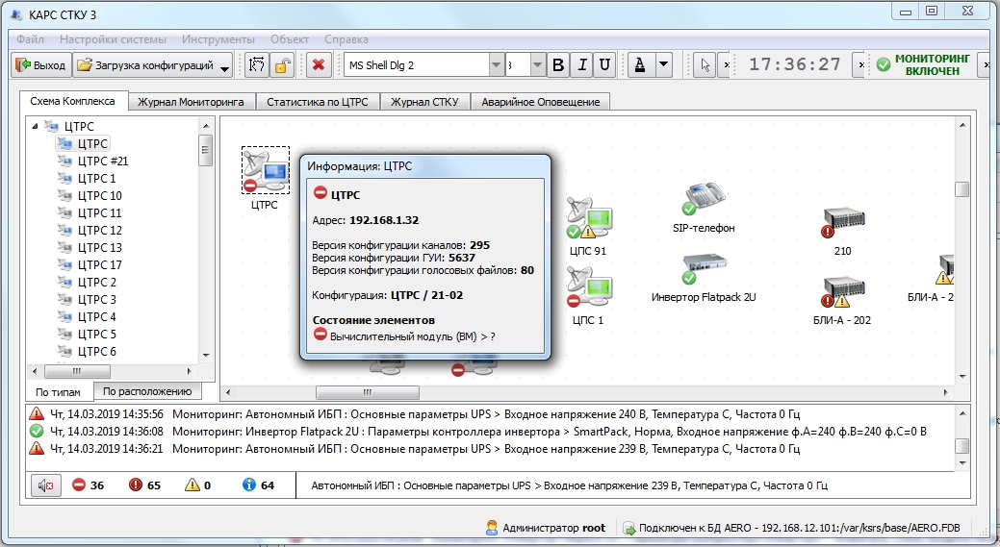 КАРС СТКУ 3
Файл Настройки системы Инструменты Объект Справка
Выход Загрузка конфигураций MS Shell Dlg 2 B I U A 17:36:27 МОНИТОРИНГ ВКЛЮЧЕН
Схема Комплекса Журнал Мониторинга Статистика по ЦТРС Журнал СТКУ Аварийное Оповещение
ЦТРС
ЦТРС
ЦТРС #21
ЦТРС 1
ЦТРС 10
ЦТРС 11
ЦТРС 12
ЦТРС 13
ЦТРС 17
ЦТРС 2
ЦТРС 3
ЦТРС 4
ЦТРС 5
ЦТРС 6
По типам По расположению
ЦТРС
Информация: ЦТРС
ЦТРС
Адрес: 192.168.1.32
Версия конфигурации каналов: 295
Версия конфигурации ГУИ: 5637
Версия конфигурации голосовых файлов: 80
Конфигурация: ЦТРС / 21-02
Состояние элементов
Вычислительный модуль (ВМ) > ?
ЦПС 91
SIP-телефон
210
ЦПС 1
Инвертор Flatpack 2U
БЛИ-А - 202
БЛИ-А - 2
Чт, 14.03.2019 14:35:56 Мониторинг: Автономный ИБП : Основные параметры UPS > Входное напряжение 240 В, Температура С, Частота 0 Гц
Чт, 14.03.2019 14:36:08 Мониторинг: Инвертор Flatpack 2U : Параметры контроллера инвертора > SmartPack, Норма, Входное напряжение ф.А=240 ф.В=240 ф.С=0 В
Чт, 14.03.2019 14:36:21 Мониторинг: Автономный ИБП : Основные параметры UPS > Входное напряжение 239 В, Температура С, Частота 0 Гц
36 65 0 64 Автономный ИБП : Основные параметры UPS > Входное напряжение 239 В, Температура С, Частота 0 Гц
Администратор root Подключен к БД AERO - 192.168.12.101:/var/ksrs/base/AERO.FDB